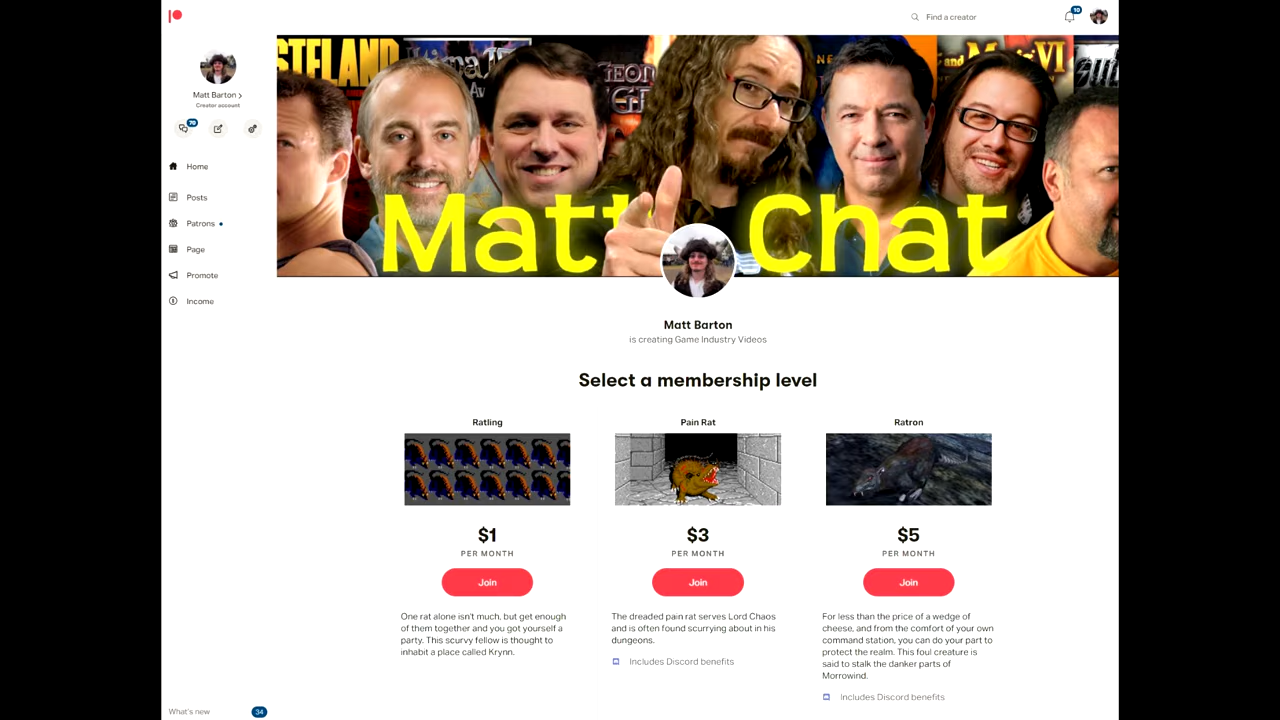 Find a creator
10
Matt Barton
Creator account
70
Home
Posts
Patrons
Page
Promote
Income
What's new
34
Matt Chat
Matt Barton
is creating Game Industry Videos
Select a membership level
Ratling
$1
PER MONTH
Join
One rat alone isn't much, but get enough
of them together and you got yourself a
party. This scurvy fellow is thought to
inhabit a place called Krynn.
Pain Rat
$3
PER MONTH
Join
The dreaded pain rat serves Lord Chaos
and is often found scurrying about in his
dungeons.
Includes Discord benefits
Ratron
$5
PER MONTH
Join
For less than the price of a wedge of
cheese, and from the comfort of your own
command station, you can do your part to
protect the realm. This foul creature is
said to stalk the danker parts of
Morrowind.
Includes Discord benefits